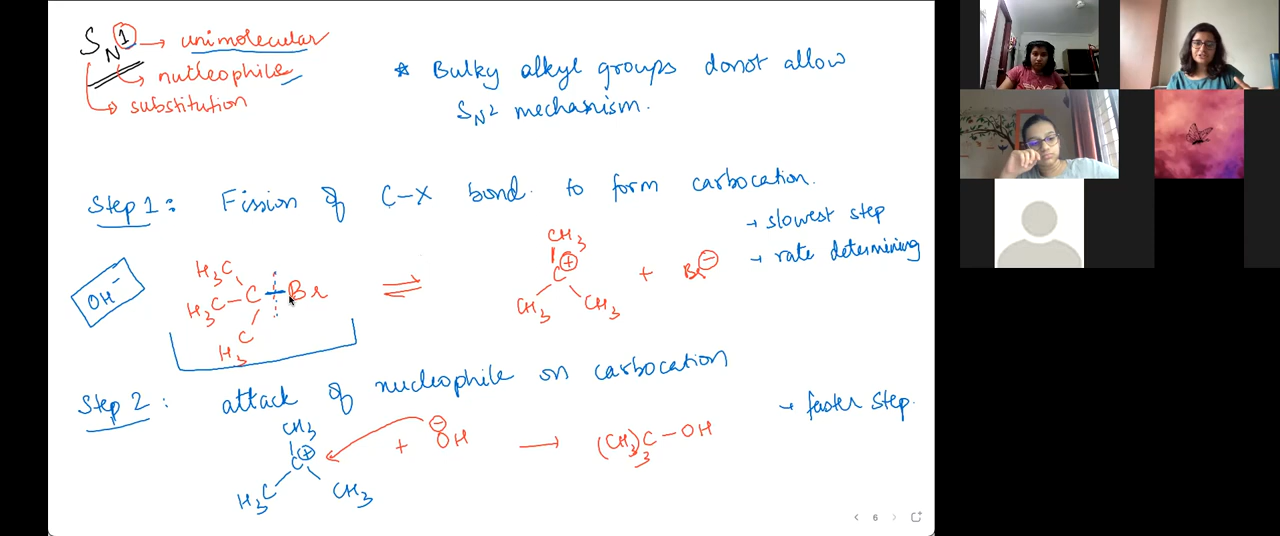 SN1 → unimolecular
→ nucleophile
→ substitution
* Bulky alkyl groups donot allow
SN2 mechanism.
Step 1: Fission of C-X bond. to form carbocation.
→ slowest step
→ rate determining
OH⁻
H3C
H3C-C-Br
H3C
⇌
CH3
C⊕
CH3 CH3
+ Br⊖
Step 2: attack of nucleophile on carbocation
→ faster step.
CH3
C⊕
H3C CH3
+ ⊖OH → (CH3)3C-OH
6